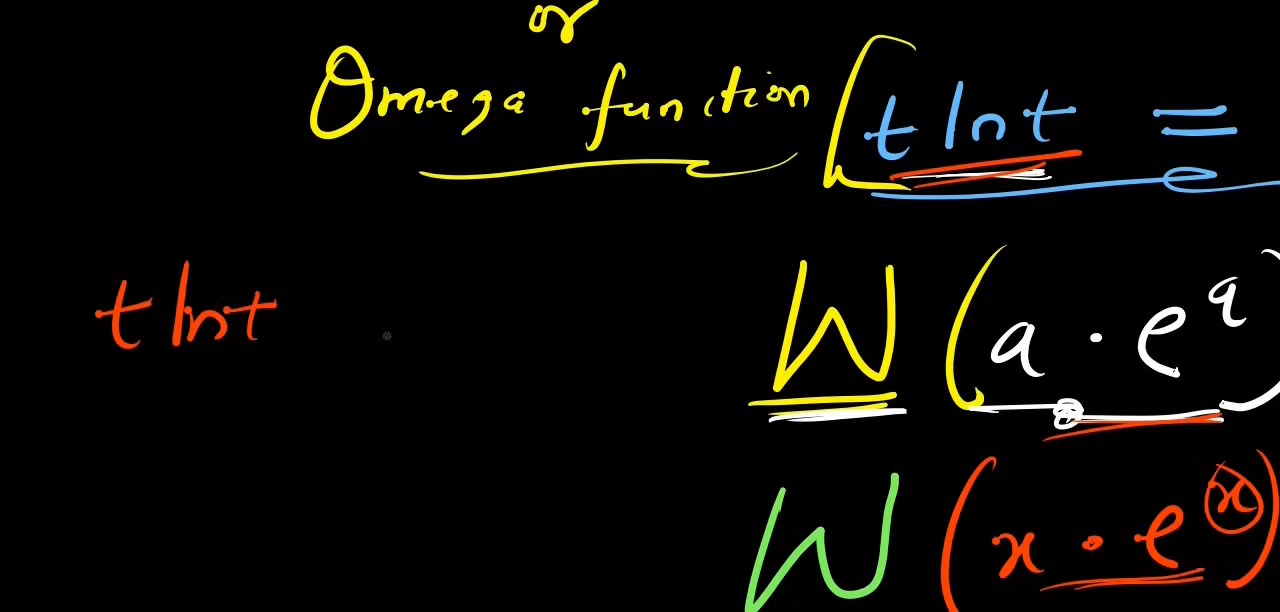 or
Omega function [ t ln t =
W ( a · e^a )
t ln t
W ( x · e^x )